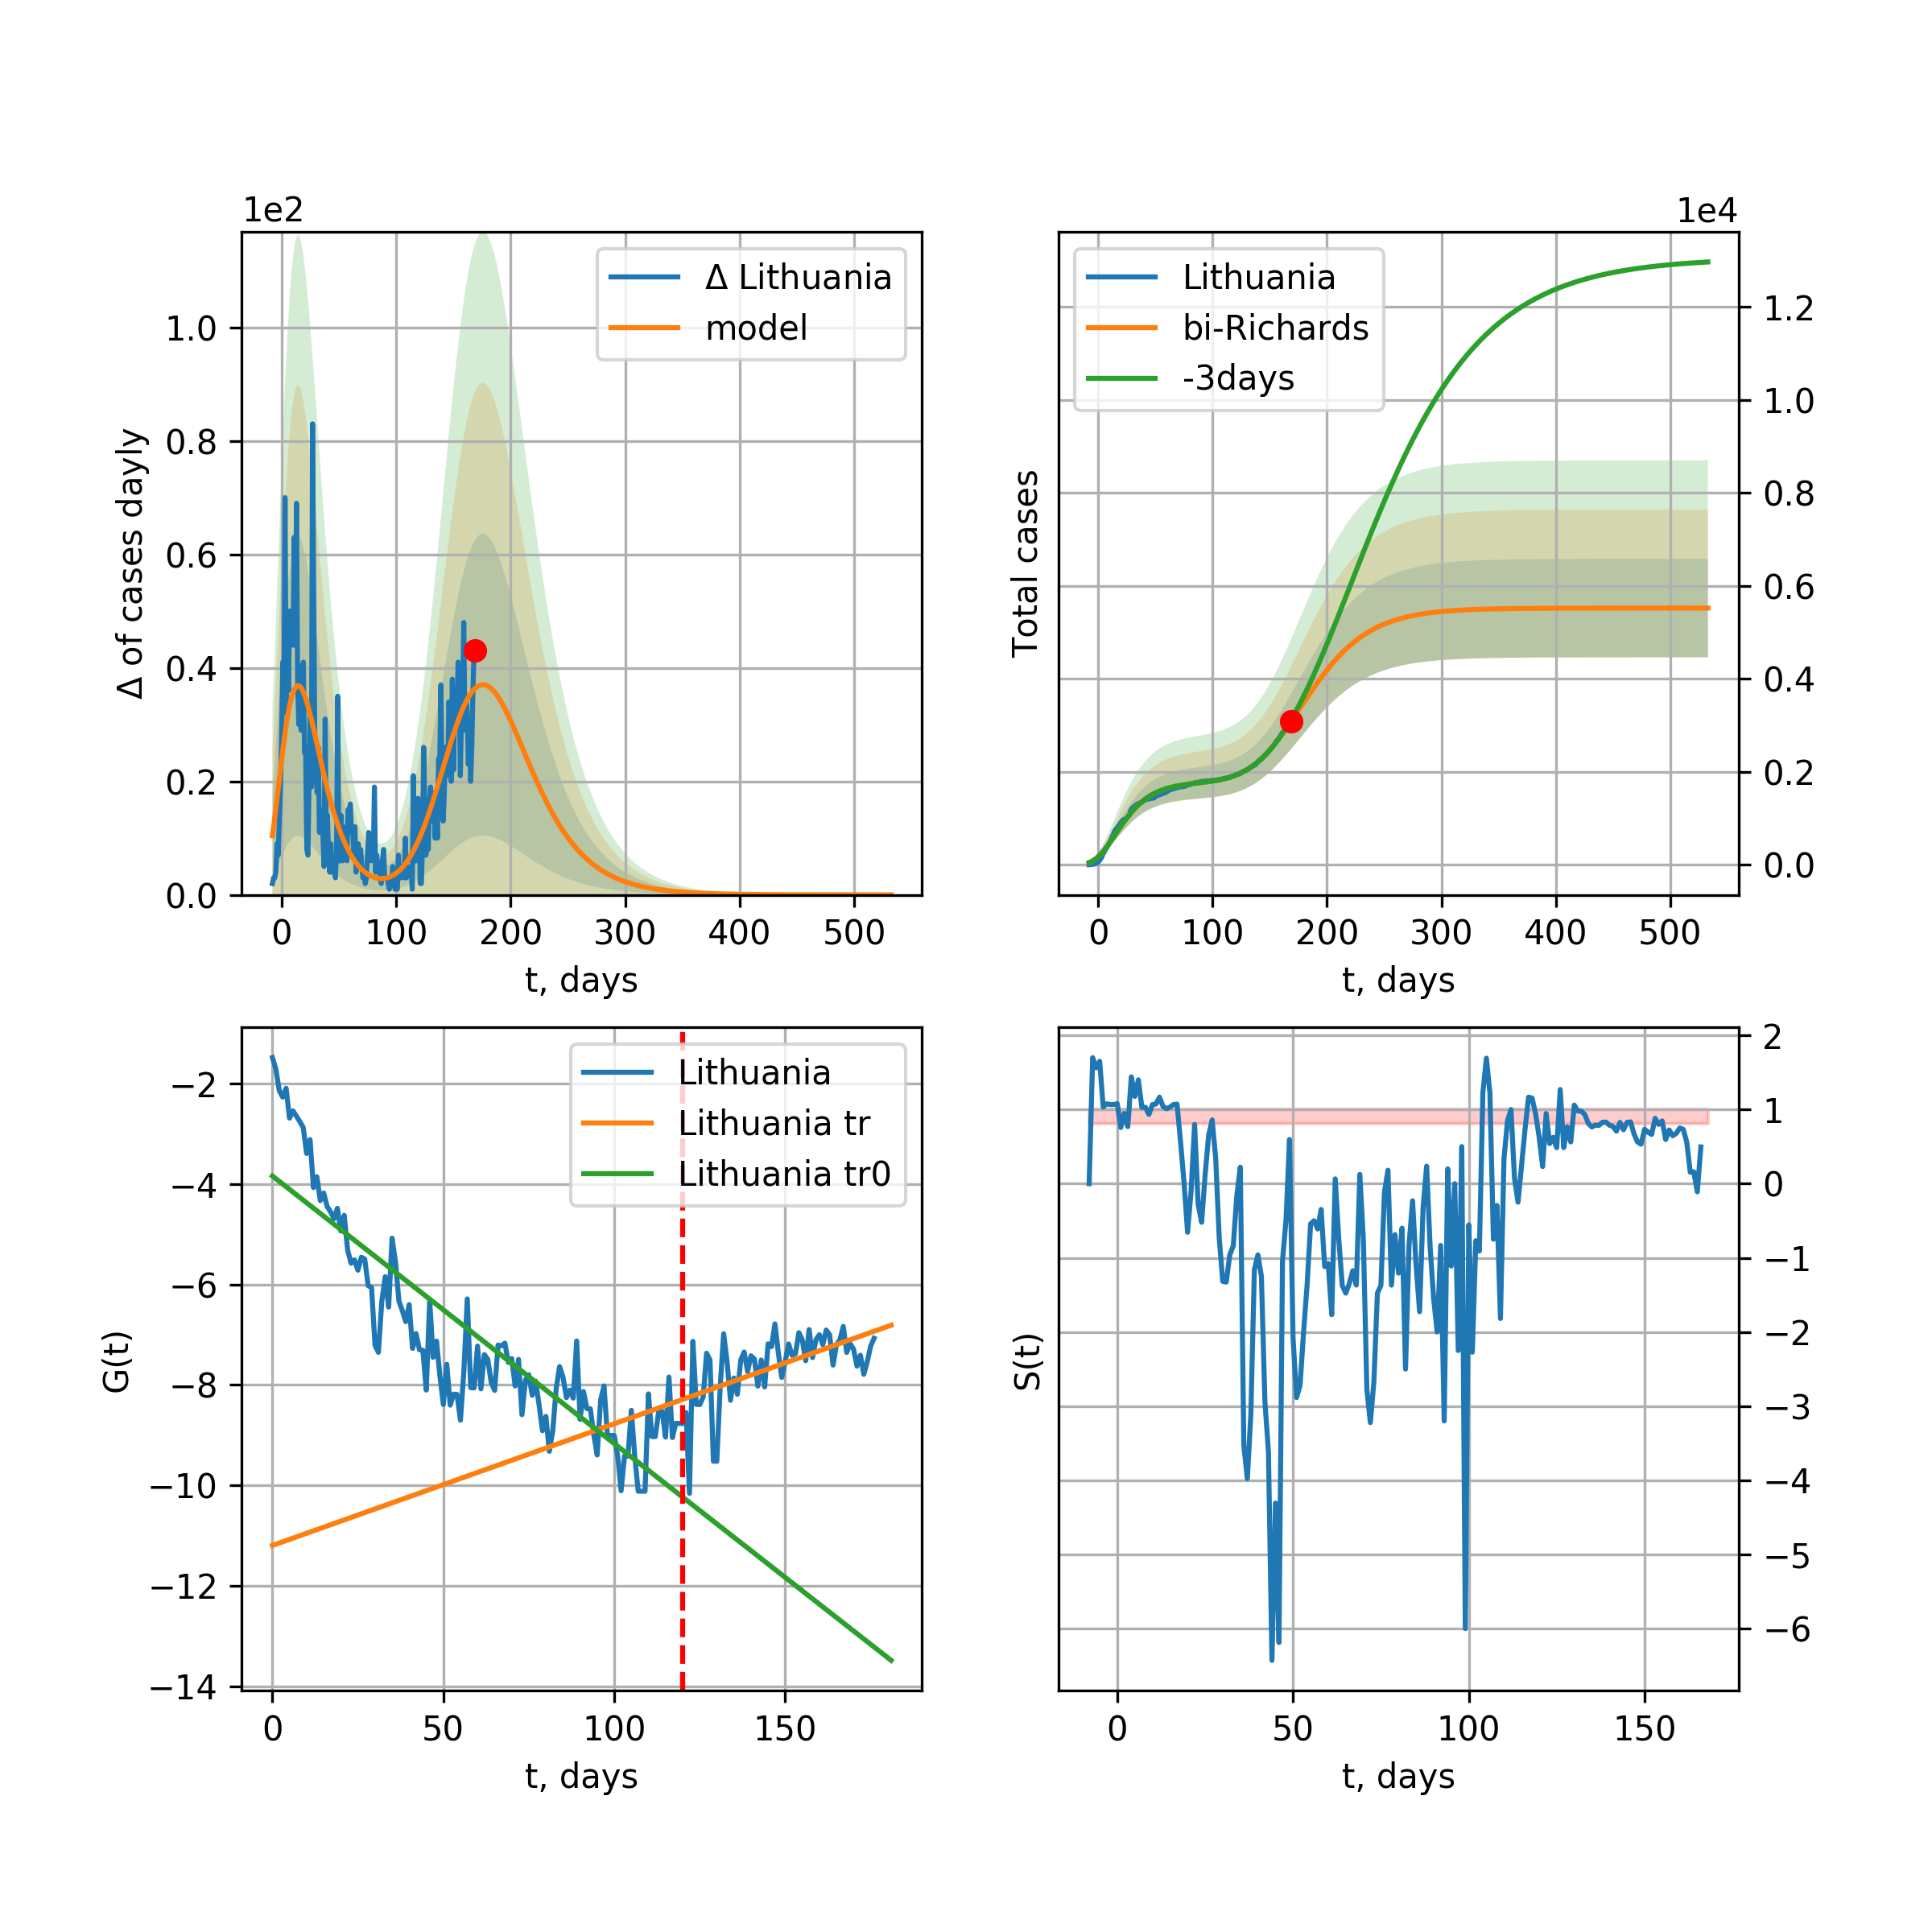 1e2
Δ of cases dayly
1.0
0.8
0.6
0.4
0.2
0.0
Δ Lithuania
model
0 100 200 300 400 500
t, days
1e4
Total cases
Lithuania
bi-Richards
-3days
1.2
1.0
0.8
0.6
0.4
0.2
0.0
0 100 200 300 400 500
t, days
G(t)
−2
−4
−6
−8
−10
−12
−14
Lithuania
Lithuania tr
Lithuania tr0
0 50 100 150
t, days
S(t)
2
1
0
−1
−2
−3
−4
−5
−6
0 50 100 150
t, days